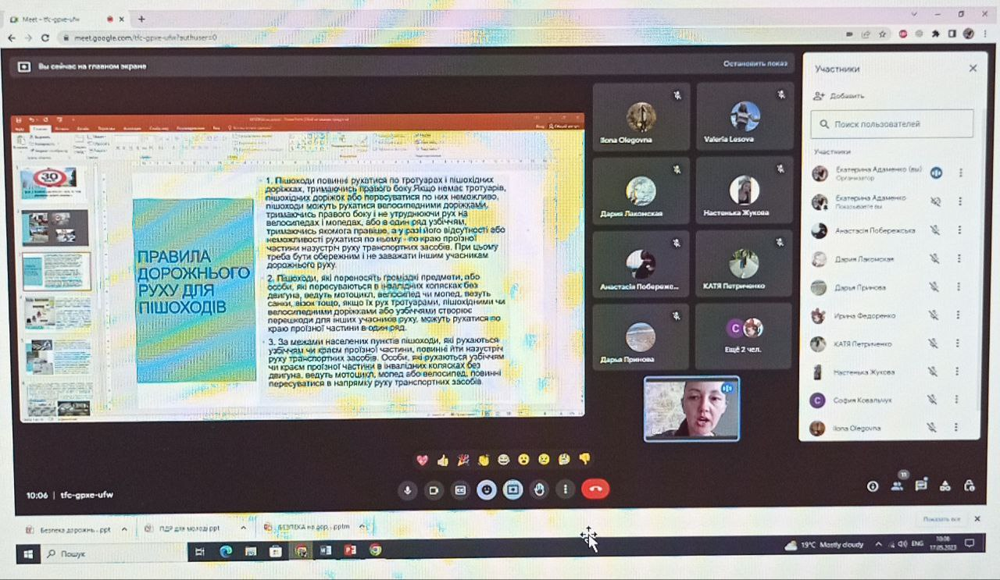 Meet – tfc-gpxe-ufw
meet.google.com/tfc-gpxe-ufw?authuser=0
Вы сейчас на главном экране
Остановить показ
30
ПРАВИЛА
ДОРОЖНЬОГО
РУХУ ДЛЯ
ПІШОХОДІВ
1. Пішоходи повинні рухатися по тротуарах і пішохідних
доріжках, тримаючись правого боку.Якщо немає тротуарів,
пішохідних доріжок або пересуватися по них неможливо,
пішоходи можуть рухатися велосипедними доріжками,
тримаючись правого боку і не утруднюючи рух на
велосипедах і мопедах, або в один ряд узбіччям,
тримаючись якомога правіше, а у разі його відсутності або
неможливості рухатися по ньому - по краю проїзної
частини назустріч руху транспортних засобів. При цьому
треба бути обережним і не заважати іншим учасникам
дорожнього руху.
2. Пішоходи, які переносять громіздкі предмети, або
особи, які пересуваються в інвалідних колясках без
двигуна, ведуть мотоцикл, велосипед чи мопед, везуть
санки, візок тощо, якщо їх рух тротуарами, пішохідними чи
велосипедними доріжками або узбіччями створює
перешкоди для інших учасників руху, можуть рухатися по
краю проїзної частини в один ряд.
3. За межами населених пунктів пішоходи, які рухаються
узбіччям чи краєм проїзної частини, повинні йти назустріч
руху транспортних засобів. Особи, які рухаються узбіччям
чи краєм проїзної частини в інвалідних колясках без
двигуна, ведуть мотоцикл, мопед або велосипед, повинні
пересуватися в напрямку руху транспортних засобів.
Ilona Olegovna
Valeria Lesova
Дария Лакомская
Настенька Жукова
Анастасія Побережс...
КАТЯ Петриченко
Дарья Принова
С
Ещё 2 чел.
Вы
Участники
Добавить
Поиск пользователей
Участники
Екатерина Адаменко (вы)
Организатор
Екатерина Адаменко
Показываете вы
Анастасія Побережська
Дария Лакомская
Дарья Принова
Ирина Федоренко
КАТЯ Петриченко
Настенька Жукова
С
София Ковальчук
Ilona Olegovna
10:06 | tfc-gpxe-ufw
11
Безпека дорожнь....ppt
ПДР для молоді.ppt
БЕЗПЕКА на дор....pptm
Показать все
Пошук
19°C Mostly cloudy
ENG
10:06
17.05.2023